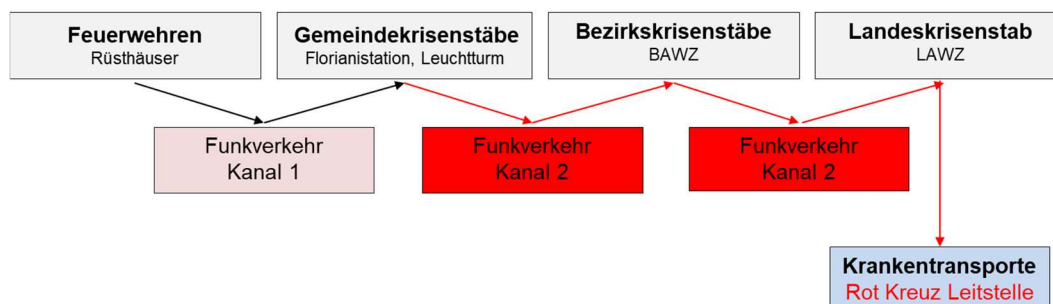 Feuerwehren
Rüsthäuser
Gemeindekrisenstäbe
Florianistation, Leuchtturm
Bezirkskrisenstäbe
BAWZ
Landeskrisenstab
LAWZ
Funkverkehr
Kanal 1
Funkverkehr
Kanal 2
Funkverkehr
Kanal 2
Krankentransporte
Rot Kreuz Leitstelle